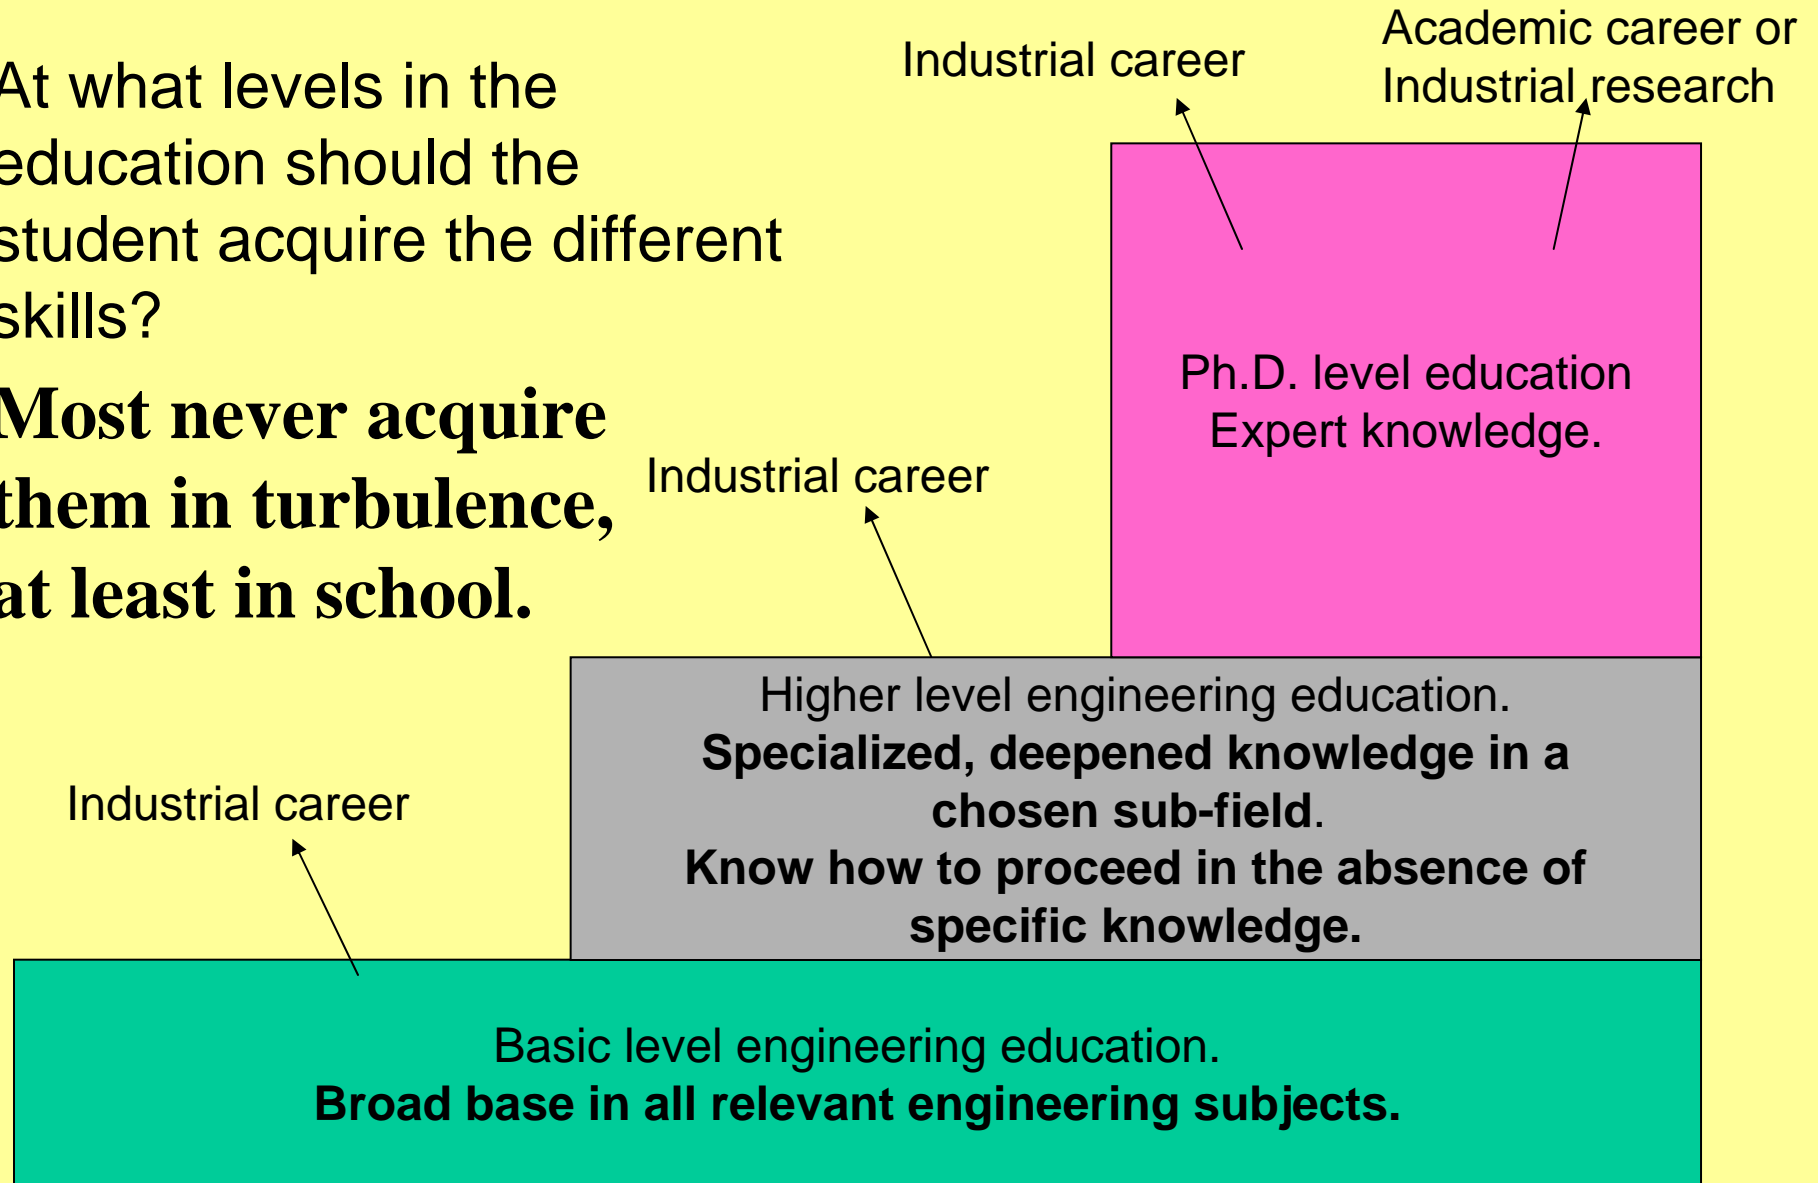 At what levels in the
education should the
student acquire the different
skills?
Most never acquire
them in turbulence,
at least in school.
Industrial career
Academic career or
Industrial research
Ph.D. level education
Expert knowledge.
Industrial career
Higher level engineering education.
Specialized, deepened knowledge in a
chosen sub-field.
Know how to proceed in the absence of
specific knowledge.
Industrial career
Basic level engineering education.
Broad base in all relevant engineering subjects.